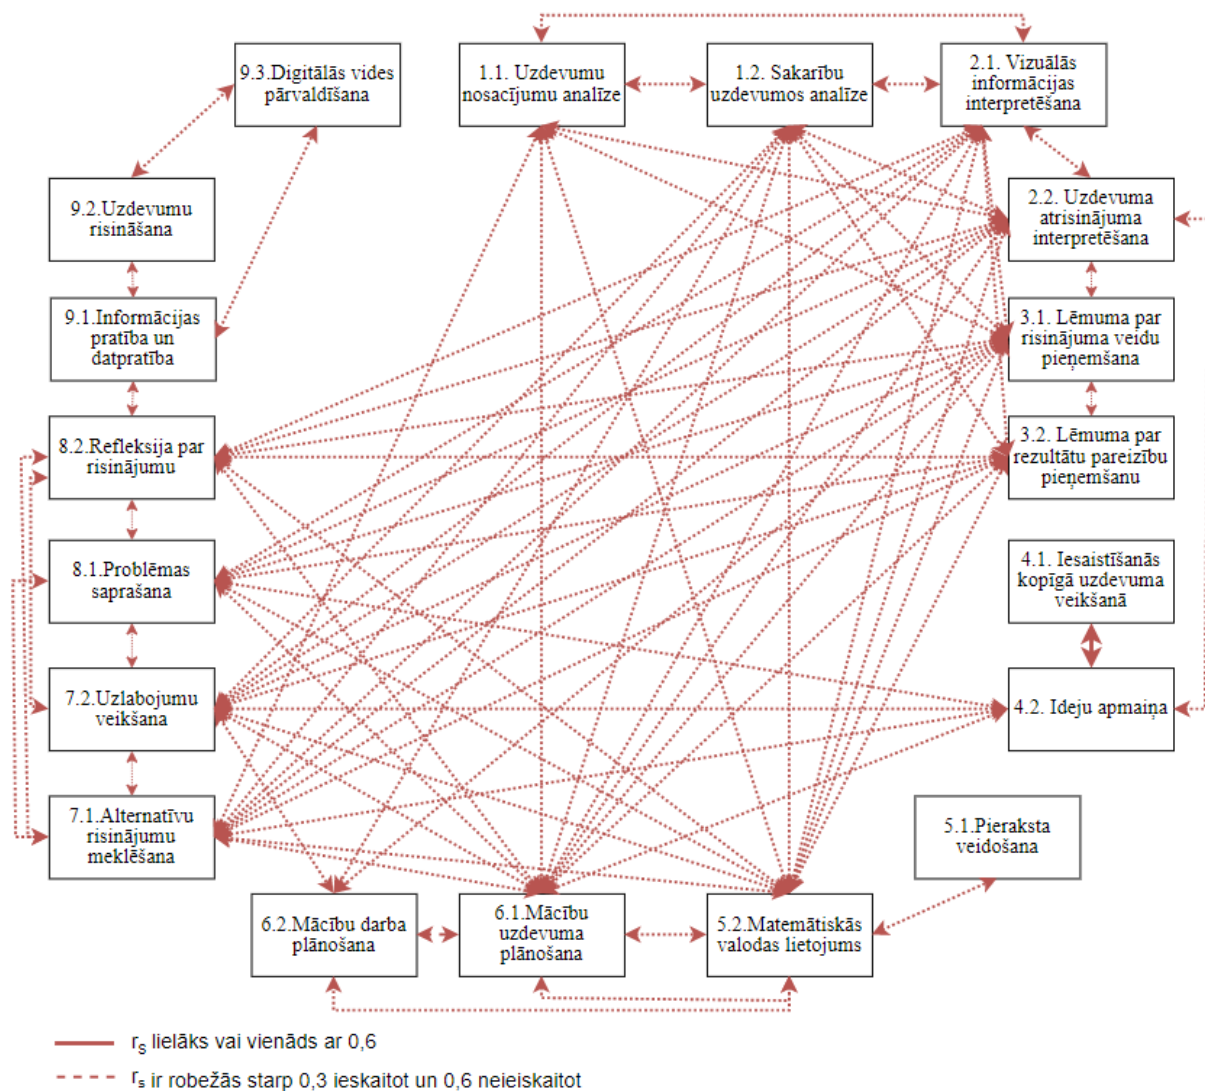 9.3.Digitālās vides
pārvaldīšana
1.1. Uzdevumu
nosacījumu analīze
1.2. Sakarību
uzdevumos analīze
2.1. Vizuālās
informācijas
interpretēšana
9.2.Uzdevumu
risināšana
2.2. Uzdevuma
atrisinājuma
interpretēšana
9.1.Informācijas
pratība un
datpratība
3.1. Lēmuma par
risinājuma veidu
pieņemšana
8.2.Refleksija par
risinājumu
3.2. Lēmuma par
rezultātu pareizību
pieņemšanu
8.1.Problēmas
saprašana
4.1. Iesaistīšanās
kopīgā uzdevuma
veikšanā
7.2.Uzlabojumu
veikšana
4.2. Ideju apmaiņa
7.1.Alternatīvu
risinājumu
meklēšana
5.1.Pieraksta
veidošana
6.2.Mācību darba
plānošana
6.1.Mācību
uzdevuma
plānošana
5.2.Matemātiskās
valodas lietojums
rs lielāks vai vienāds ar 0,6
rs ir robežās starp 0,3 ieskaitot un 0,6 neieiskaitot